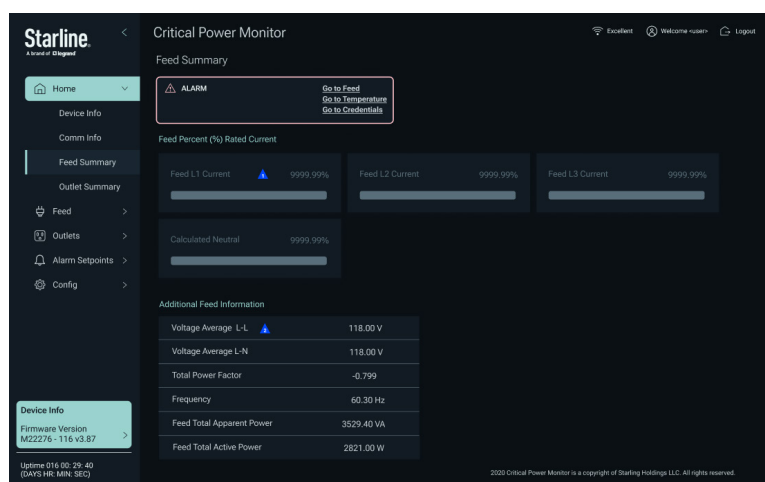 Starline.
A brand of legrand
Critical Power Monitor
Excellent
Welcome <user>
Logout
Feed Summary
Home
Device Info
Comm Info
Feed Summary
Outlet Summary
Feed
Outlets
Alarm Setpoints
Config
ALARM
Go to Feed
Go to Temperature
Go to Credentials
Feed Percent (%) Rated Current
Feed L1 Current 1 9999.99%
Feed L2 Current 9999.99%
Feed L3 Current 9999.99%
Calculated Neutral 9999.99%
Additional Feed Information
Voltage Average L-L 2 118.00 V
Voltage Average L-N 118.00 V
Total Power Factor -0.799
Frequency 60.30 Hz
Feed Total Apparent Power 3529.40 VA
Feed Total Active Power 2821.00 W
Device Info
Firmware Version
M22276 - 116 v3.87
Uptime 016 00: 29: 40
(DAYS HR: MIN: SEC)
2020 Critical Power Monitor is a copyright of Starling Holdings LLC. All rights reserved.